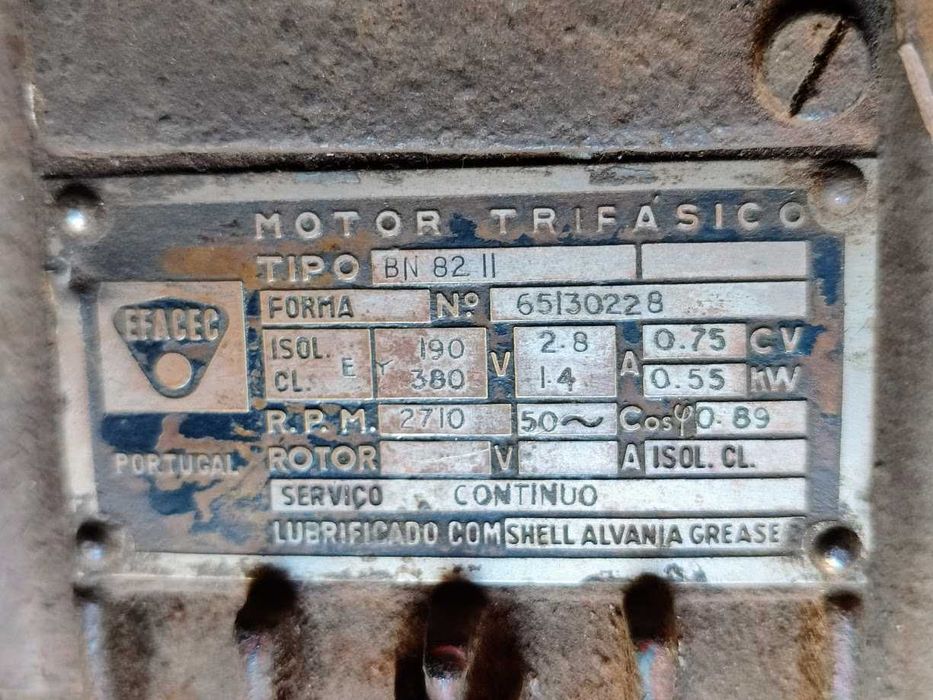 MOTOR TRIFÁSICO
TIPO BN 82 II
EFACEC
PORTUGAL
FORMA Nº 65130228
ISOL. CL. E Y 190 380 V 2.8 1.4 A 0.75 CV 0.55 kW
R.P.M. 2710 50~ Cosφ 0.89
ROTOR V A ISOL. CL.
SERVIÇO CONTINUO
LUBRIFICADO COM SHELL ALVANIA GREASE